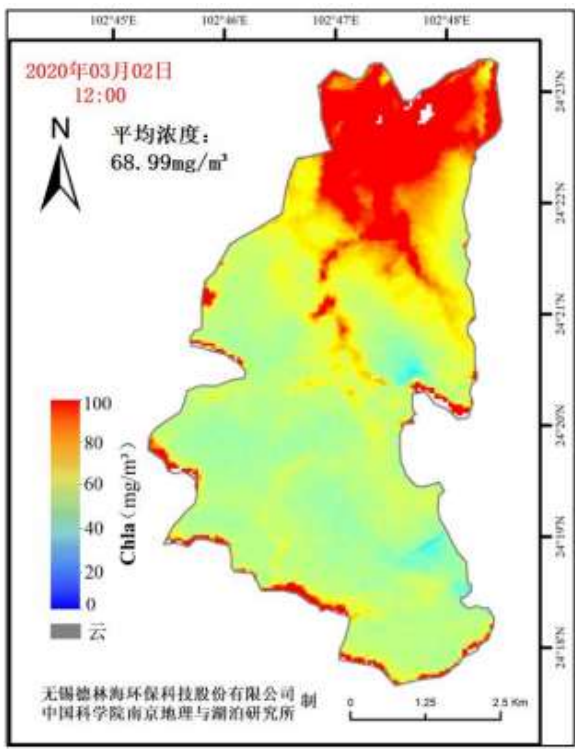 102°45′E 102°46′E 102°47′E 102°48′E
2020年03月02日
12:00
N
平均浓度：
68.99mg/m³
24°23′N
24°22′N
24°21′N
24°20′N
24°19′N
24°18′N
100
80
60
40
20
0
Chla（mg/m³）
云
无锡德林海环保科技股份有限公司 制
中国科学院南京地理与湖泊研究所
0 1.25 2.5 Km